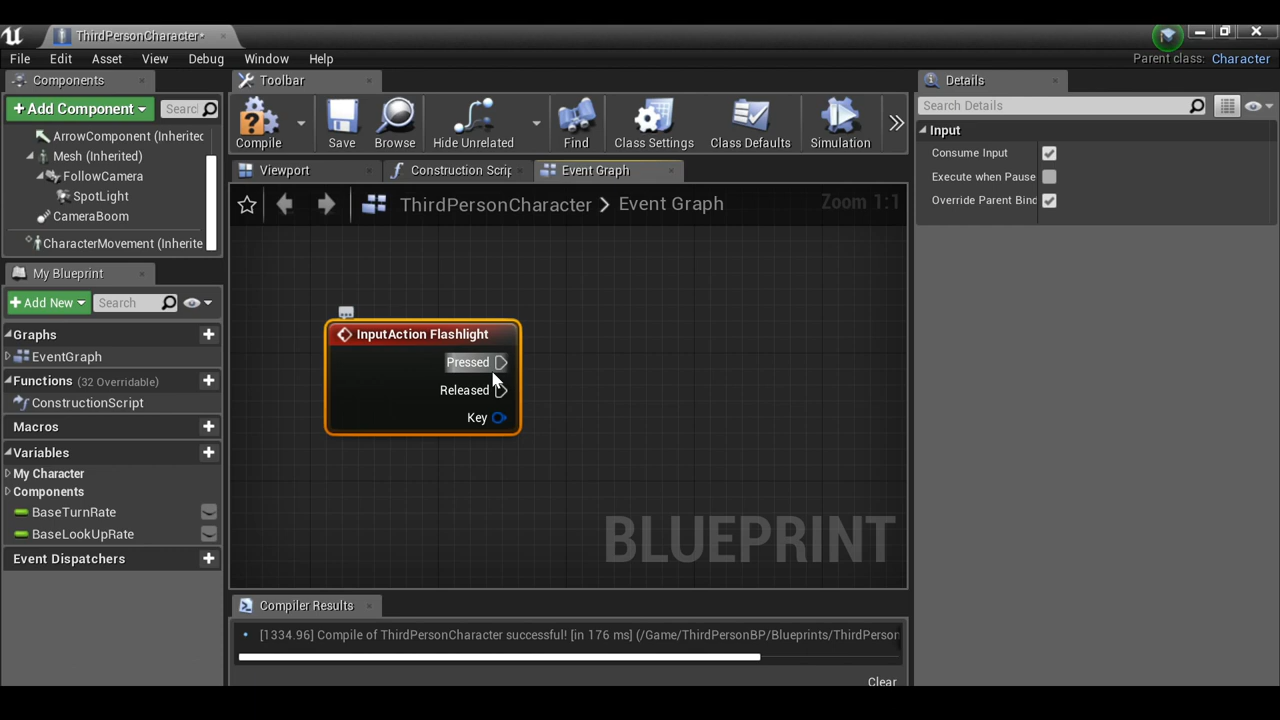 ThirdPersonCharacter*
File Edit Asset View Debug Window Help
Parent class: Character
Components
Add Component
Searc
ArrowComponent (Inheritec
Mesh (Inherited)
FollowCamera
SpotLight
CameraBoom
CharacterMovement (Inherite
My Blueprint
Add New
Search
Graphs
EventGraph
Functions (32 Overridable)
ConstructionScript
Macros
Variables
My Character
Components
BaseTurnRate
BaseLookUpRate
Event Dispatchers
Toolbar
Compile Save Browse Hide Unrelated Find Class Settings Class Defaults Simulation
Viewport Construction Scrip Event Graph
ThirdPersonCharacter > Event Graph
Zoom 1:1
InputAction Flashlight
Pressed
Released
Key
BLUEPRINT
Compiler Results
[1334.96] Compile of ThirdPersonCharacter successful! [in 176 ms] (/Game/ThirdPersonBP/Blueprints/ThirdPerson
Clear
Details
Search Details
Input
Consume Input
Execute when Pause
Override Parent Bind